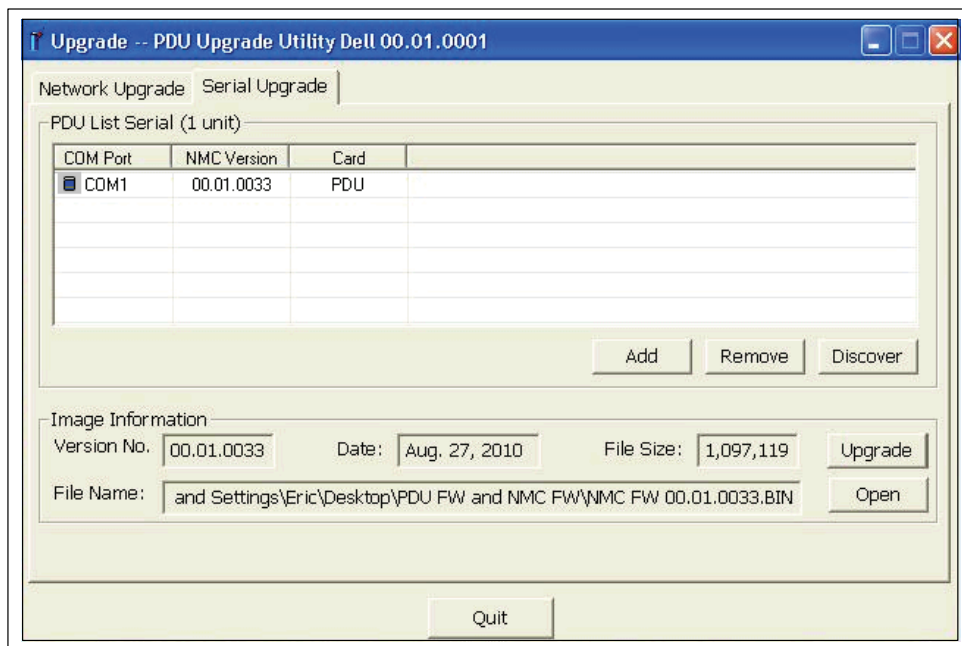 Upgrade -- PDU Upgrade Utility Dell 00.01.0001
Network Upgrade Serial Upgrade
PDU List Serial (1 unit)
COM Port NMC Version Card
COM1 00.01.0033 PDU
Add Remove Discover
Image Information
Version No. 00.01.0033 Date: Aug. 27, 2010 File Size: 1,097,119 Upgrade
File Name: and Settings\Eric\Desktop\PDU FW and NMC FW\NMC FW 00.01.0033.BIN Open
Quit